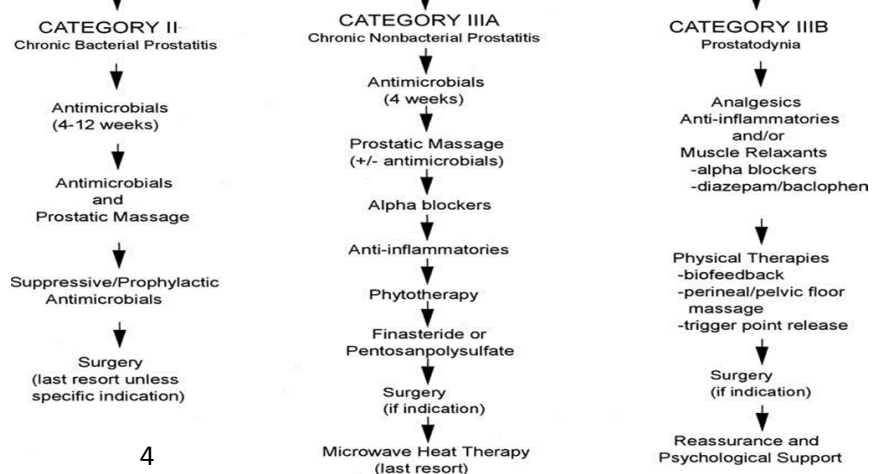 CATEGORY II
Chronic Bacterial Prostatitis
Antimicrobials
(4-12 weeks)
Antimicrobials
and
Prostatic Massage
Suppressive/Prophylactic
Antimicrobials
Surgery
(last resort unless
specific indication)
4
CATEGORY IIIA
Chronic Nonbacterial Prostatitis
Antimicrobials
(4 weeks)
Prostatic Massage
(+/- antimicrobials)
Alpha blockers
Anti-inflammatories
Phytotherapy
Finasteride or
Pentosanpolysulfate
Surgery
(if indication)
Microwave Heat Therapy
(last resort)
CATEGORY IIIB
Prostatodynia
Analgesics
Anti-inflammatories
and/or
Muscle Relaxants
-alpha blockers
-diazepam/baclophen
Physical Therapies
-biofeedback
-perineal/pelvic floor
massage
-trigger point release
Surgery
(if indication)
Reassurance and
Psychological Support